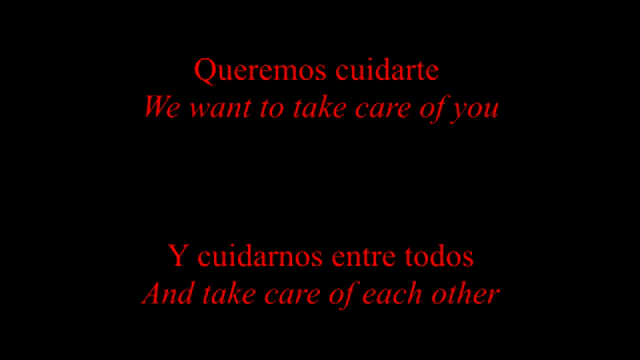 Queremos cuidarte
We want to take care of you
Y cuidarnos entre todos
And take care of each other